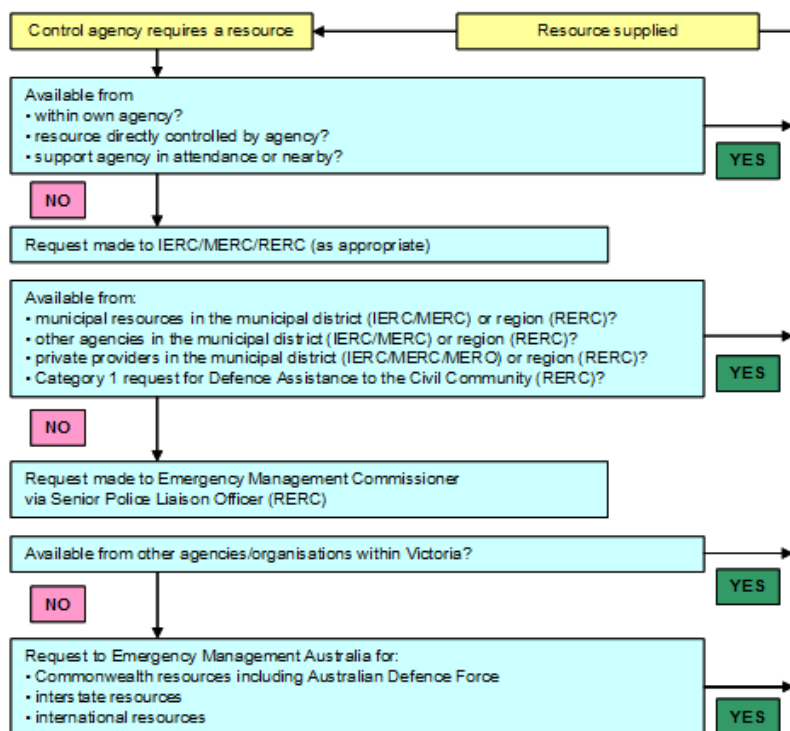 Control agency requires a resource
Resource supplied
Available from
• within own agency?
• resource directly controlled by agency?
• support agency in attendance or nearby?
YES
NO
Request made to IERC/MERC/RERC (as appropriate)
Available from:
• municipal resources in the municipal district (IERC/MERC) or region (RERC)?
• other agencies in the municipal district (IERC/MERC) or region (RERC)?
• private providers in the municipal district (IERC/MERC/MERO) or region (RERC)?
• Category 1 request for Defence Assistance to the Civil Community (RERC)?
YES
NO
Request made to Emergency Management Commissioner
via Senior Police Liaison Officer (RERC)
Available from other agencies/organisations within Victoria?
YES
NO
Request to Emergency Management Australia for:
• Commonwealth resources including Australian Defence Force
• interstate resources
• international resources
YES